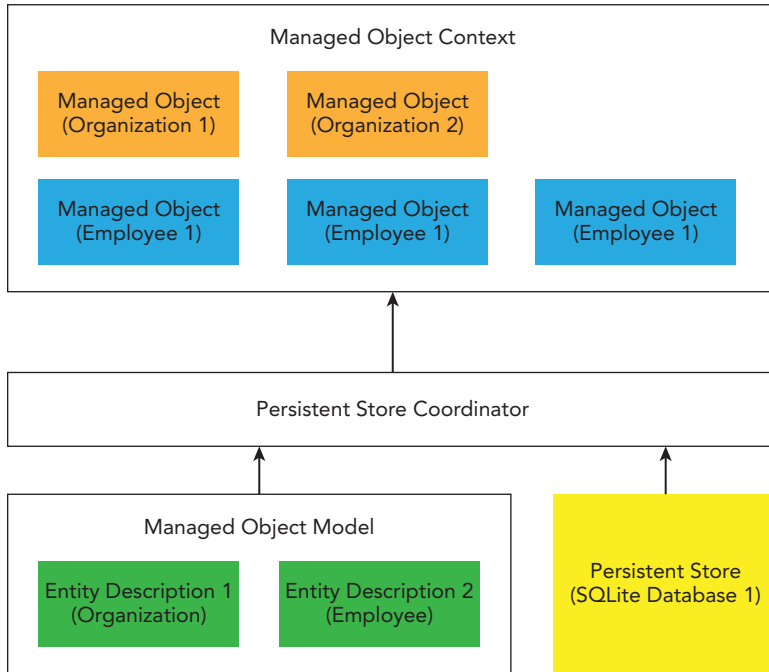 Managed Object Context
Managed Object
(Organization 1)
Managed Object
(Organization 2)
Managed Object
(Employee 1)
Managed Object
(Employee 1)
Managed Object
(Employee 1)
Persistent Store Coordinator
Managed Object Model
Entity Description 1
(Organization)
Entity Description 2
(Employee)
Persistent Store
(SQLite Database 1)